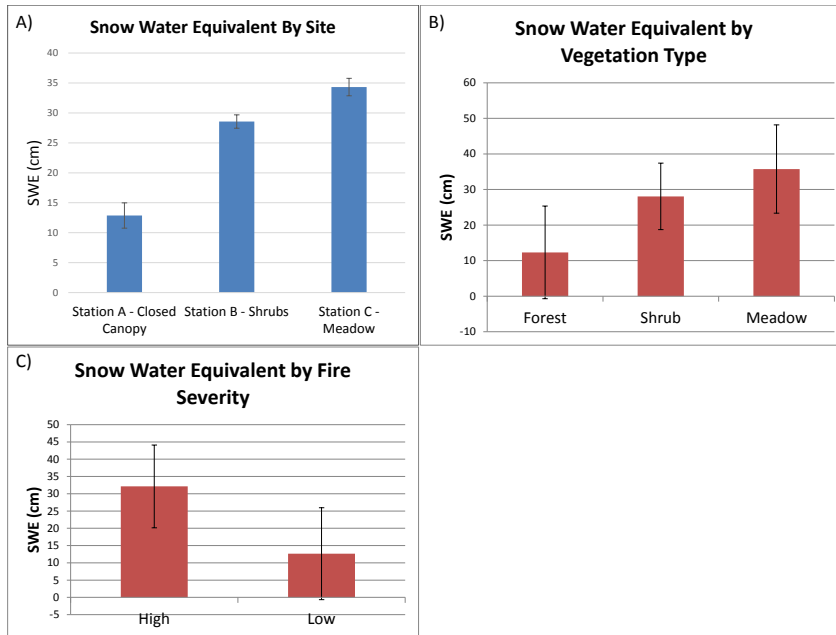 A)
Snow Water Equivalent By Site
SWE (cm)
40
35
30
25
20
15
10
5
0
Station A - Closed
Canopy
Station B - Shrubs
Station C -
Meadow
B)
Snow Water Equivalent by
Vegetation Type
SWE (cm)
60
50
40
30
20
10
0
-10
Forest
Shrub
Meadow
C)
Snow Water Equivalent by Fire
Severity
SWE (cm)
50
45
40
35
30
25
20
15
10
5
0
-5
High
Low